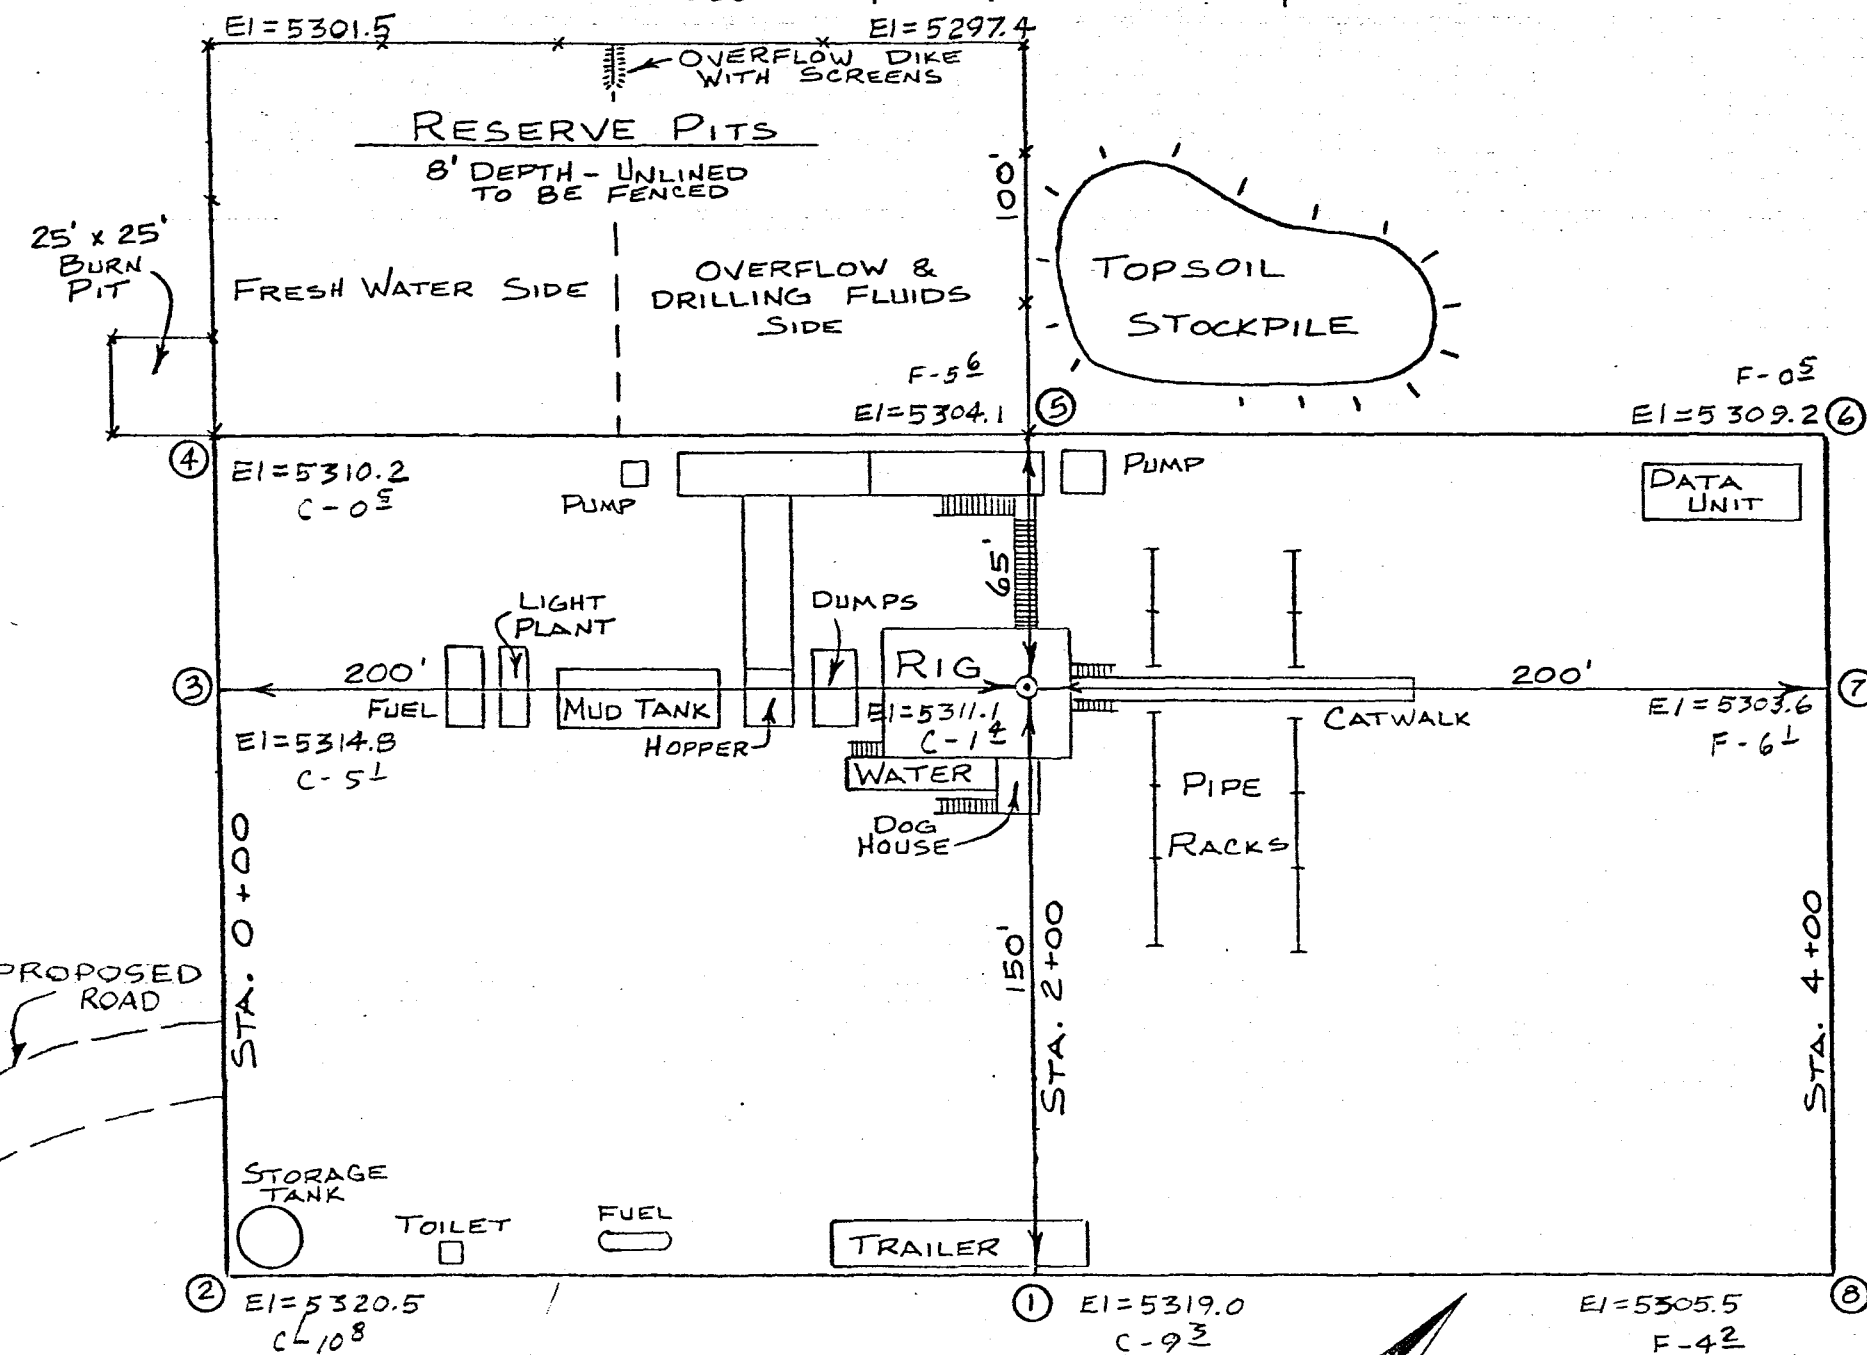 El=5301.5
El=5297.4
OVERFLOW DIKE
WITH SCREENS
RESERVE PITS
8' DEPTH - UNLINED
TO BE FENCED
100'
25' x 25'
BURN
PIT
FRESH WATER SIDE
OVERFLOW &
DRILLING FLUIDS
SIDE
TOPSOIL
STOCKPILE
F-5 6
El=5304.1
5
F-0 5
El=5309.2
6
4
El=5310.2
C-0 5
PUMP
PUMP
DATA
UNIT
65'
LIGHT
PLANT
DUMPS
RIG
3
200'
FUEL
MUD TANK
HOPPER
El=5311.1
C-1 4
200'
CATWALK
7
El=5303.6
F-6 1
El=5314.8
C-5 1
WATER
DOG
HOUSE
PIPE
RACKS
STA. 0+00
150'
STA. 2+00
STA. 4+00
PROPOSED
ROAD
STORAGE
TANK
TOILET
FUEL
TRAILER
2
El=5320.5
C-10 8
1
El=5319.0
C-9 3
El=5305.5
F-4 2
8